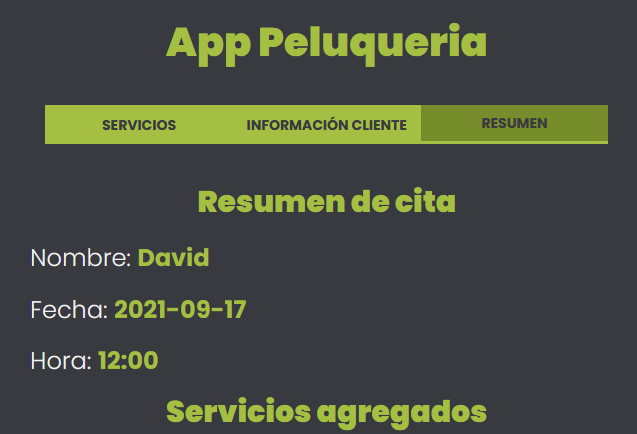 App Peluqueria
SERVICIOS INFORMACIÓN CLIENTE RESUMEN
Resumen de cita
Nombre: David
Fecha: 2021-09-17
Hora: 12:00
Servicios agregados